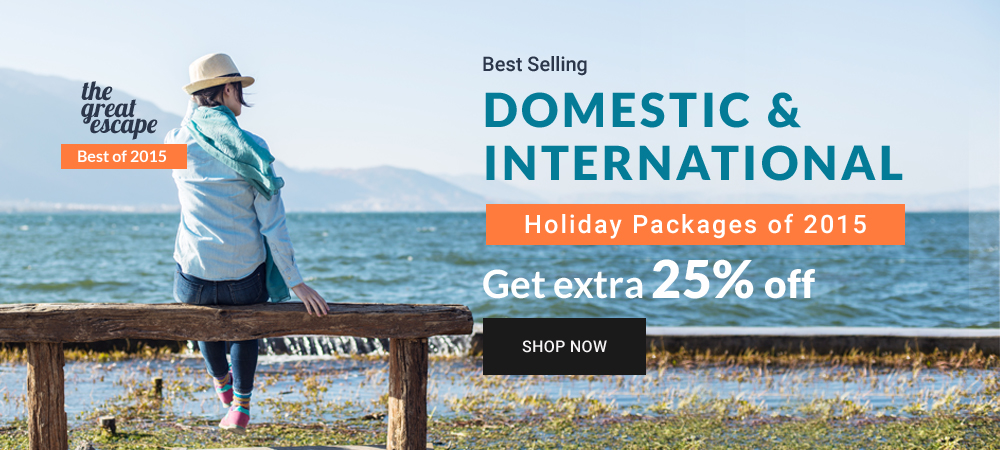 the
great
escape
Best of 2015
Best Selling
DOMESTIC &
INTERNATIONAL
Holiday Packages of 2015
Get extra 25% off
SHOP NOW